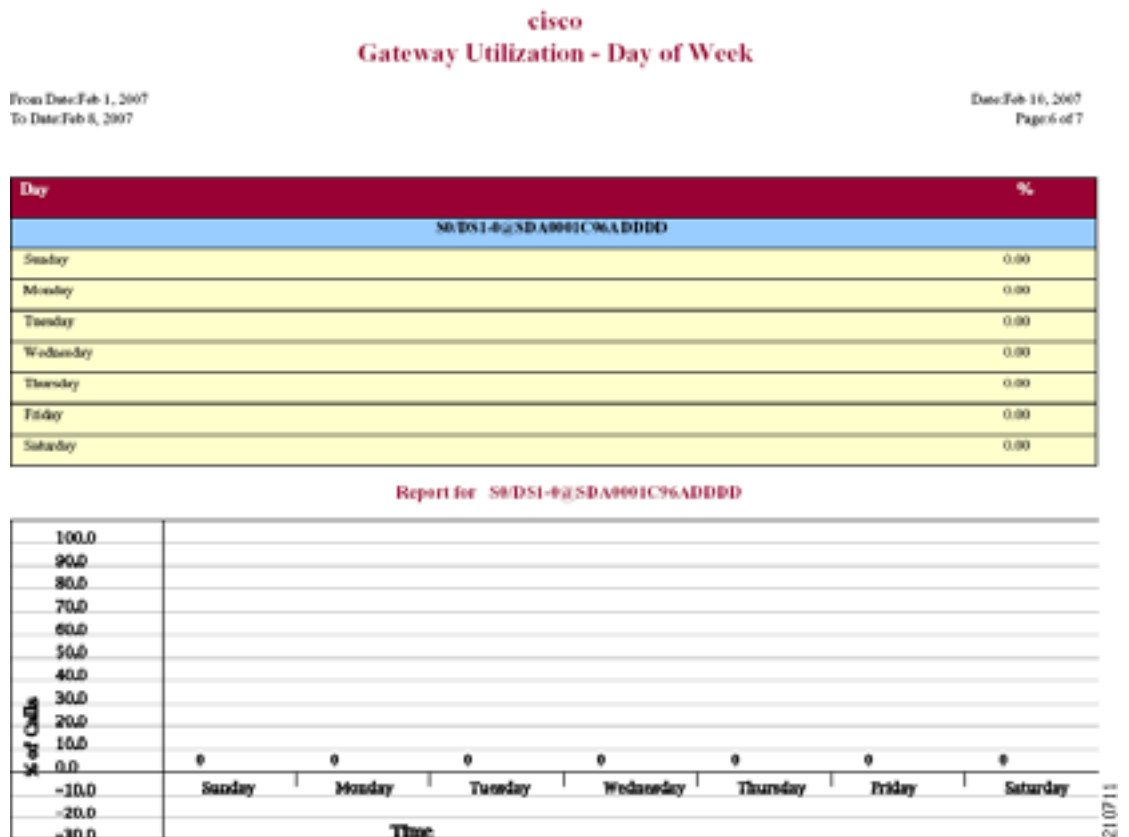 cisco
Gateway Utilization - Day of Week
From Date:Feb 1, 2007
To Date:Feb 8, 2007
Date:Feb 10, 2007
Page:6 of 7
Day %
S0/DS1-0@SDA0001C96ADDDD
Sunday 0.00
Monday 0.00
Tuesday 0.00
Wednesday 0.00
Thursday 0.00
Friday 0.00
Saturday 0.00
Report for S0/DS1-0@SDA0001C96ADDDD
100.0
90.0
80.0
70.0
60.0
50.0
40.0
30.0
20.0
10.0
0.0
-10.0
-20.0
-30.0
% of Calls
0 0 0 0 0 0 0
Sunday Monday Tuesday Wednesday Thursday Friday Saturday
Time
210711